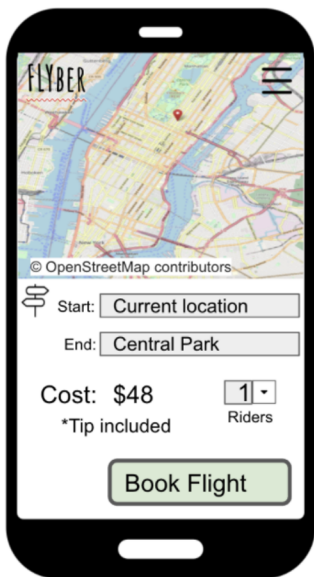 FLYBER
© OpenStreetMap contributors
Start: Current location
End: Central Park
Cost: $48
1
*Tip included
Riders
Book Flight